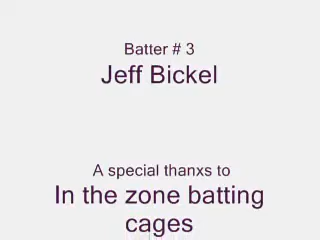 Batter # 3
Jeff Bickel
A special thanxs to
In the zone batting
cages